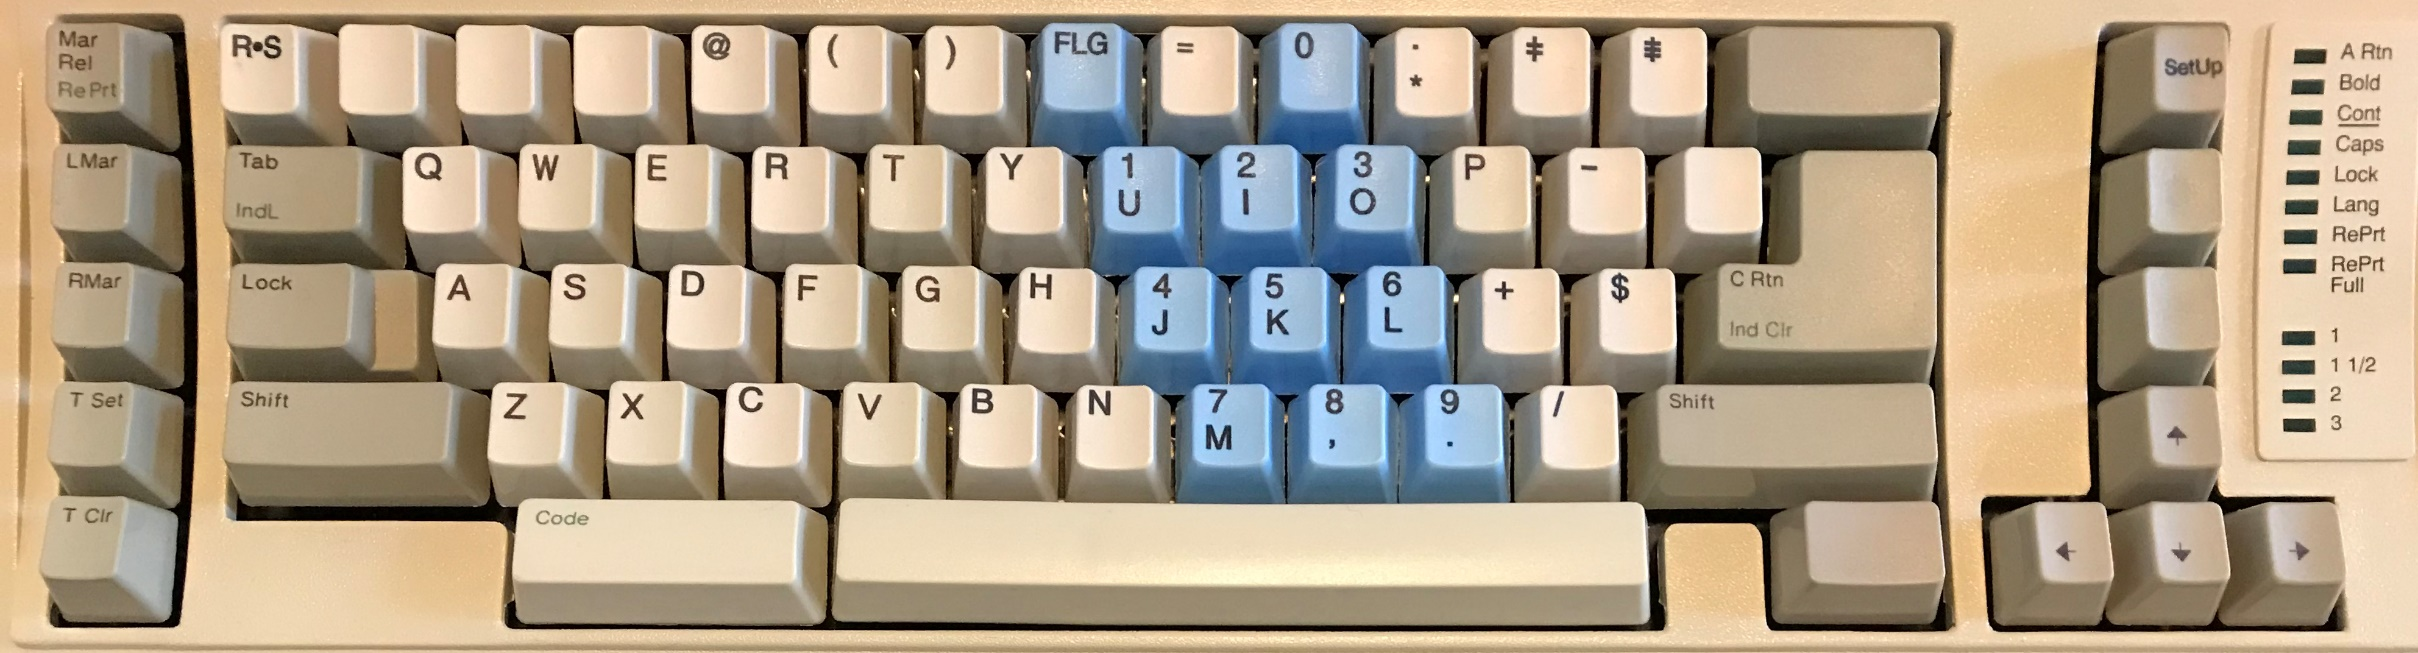 Mar
Rel
RePrt
R•S
@
(
)
FLG
=
0
.
*
ǂ
⧧
SetUp
LMar
Tab
IndL
Q
W
E
R
T
Y
1
U
2
I
3
O
P
-
RMar
Lock
A
S
D
F
G
H
4
J
5
K
6
L
+
$
C Rtn
Ind Clr
T Set
Shift
Z
X
C
V
B
N
7
M
8
,
9
.
/
Shift
↑
T Clr
Code
←
↓
→
A Rtn
Bold
Cont
Caps
Lock
Lang
RePrt
RePrt
Full
1
1 1/2
2
3